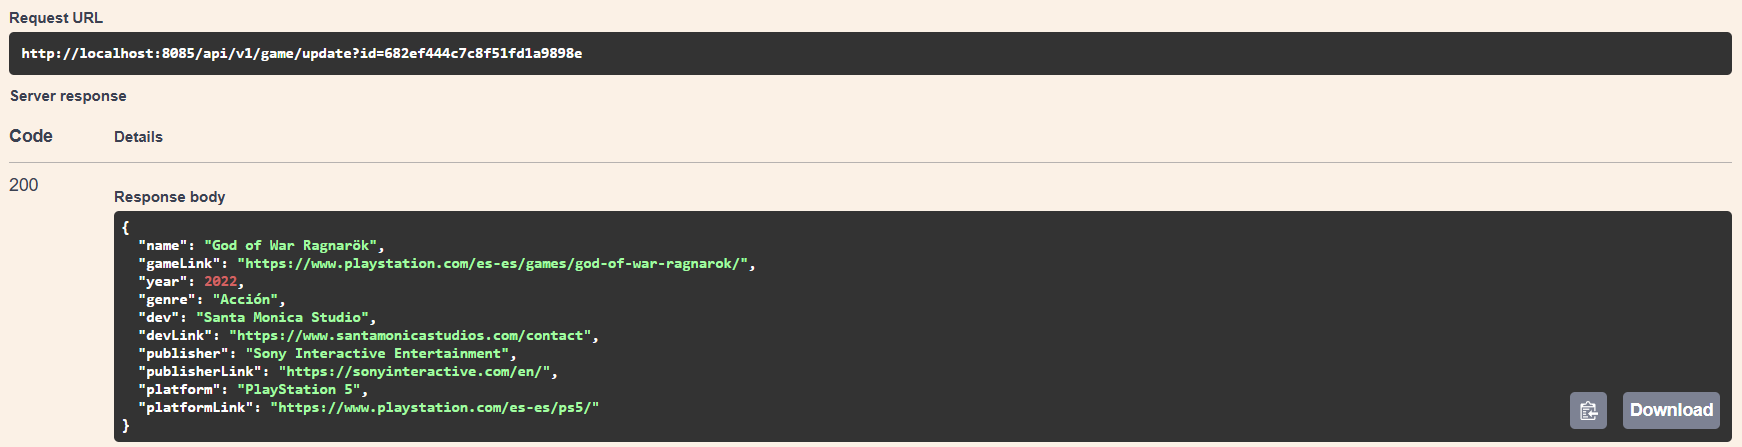 Request URL
http://localhost:8085/api/v1/game/update?id=682ef444c7c8f51fd1a9898e
Server response
Code Details
200
Response body
{
"name": "God of War Ragnarök",
"gameLink": "https://www.playstation.com/es-es/games/god-of-war-ragnarok/",
"year": 2022,
"genre": "Acción",
"dev": "Santa Monica Studio",
"devLink": "https://www.santamonicastudios.com/contact",
"publisher": "Sony Interactive Entertainment",
"publisherLink": "https://sonyinteractive.com/en/",
"platform": "PlayStation 5",
"platformLink": "https://www.playstation.com/es-es/ps5/"
}
Download